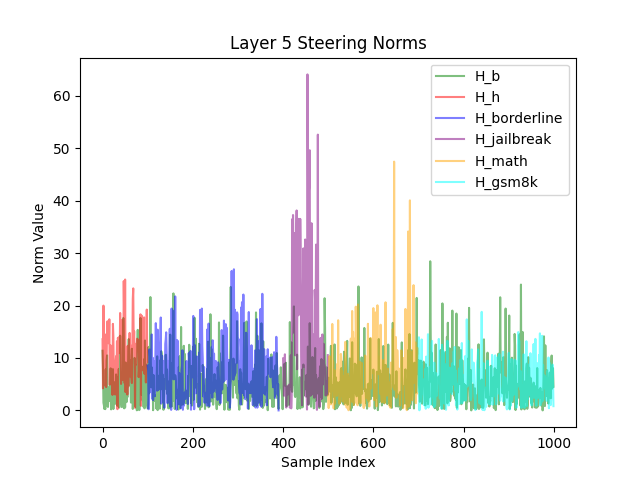 Layer 5 Steering Norms
H_b
H_h
H_borderline
H_jailbreak
H_math
H_gsm8k
Norm Value
60
50
40
30
20
10
0
0 200 400 600 800 1000
Sample Index